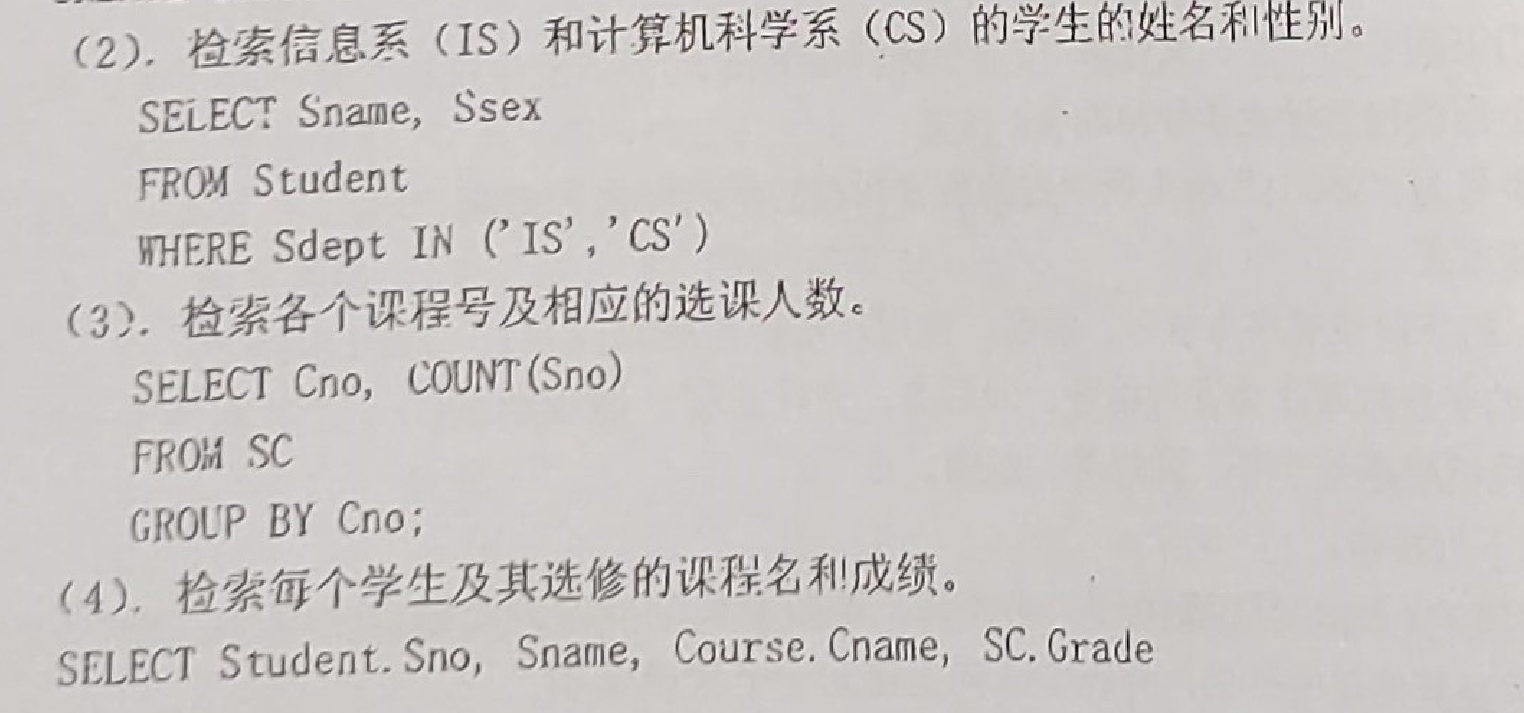 (2). 检索信息系（IS）和计算机科学系（CS）的学生的姓名和性别。
SELECT Sname, Ssex
FROM Student
WHERE Sdept IN ('IS','CS')
(3). 检索各个课程号及相应的选课人数。
SELECT Cno, COUNT(Sno)
FROM SC
GROUP BY Cno;
(4). 检索每个学生及其选修的课程名和成绩。
SELECT Student.Sno, Sname, Course.Cname, SC.Grade